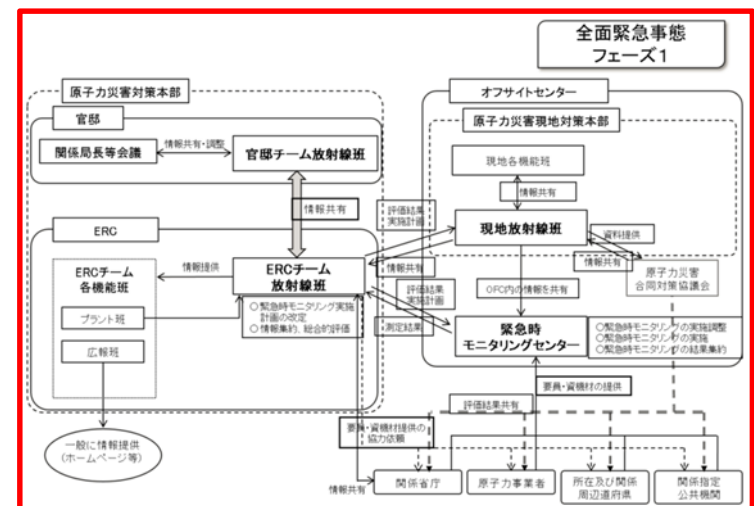 全面緊急事態
フェーズ1
原子力災害対策本部
官邸
関係局長等会議
情報共有・調整
官邸チーム放射線班
情報共有
ERC
ERCチーム
各機能班
プラント班
広報班
情報提供
ERCチーム
放射線班
○緊急時モニタリング実施
計画の改定
○情報集約、総合的評価
一般に情報提供
(ホームページ等)
オフサイトセンター
原子力災害現地対策本部
現地各機能班
情報共有
評価結果
実施計画
現地放射線班
資料提供
情報共有
情報共有
原子力災害
合同対策協議会
評価結果
実施計画
OFC内の情報を共有
測定結果
緊急時
モニタリングセンター
○緊急時モニタリングの実施調整
○緊急時モニタリングの実施
○緊急時モニタリングの結果集約
要員・資機材の提供
評価結果共有
要員・資機材提供の
協力依頼
情報共有
関係省庁
原子力事業者
所在及び関係
周辺道府県
関係指定
公共機関